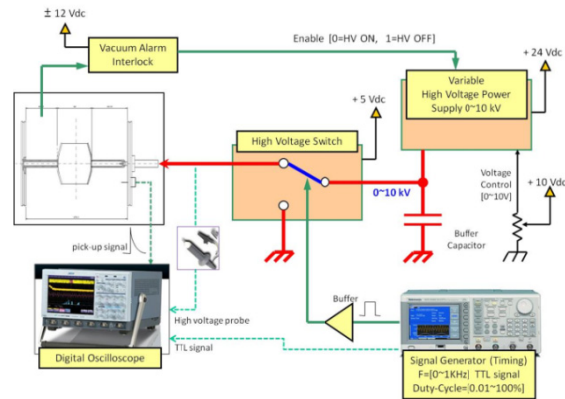 ± 12 Vdc
Vacuum Alarm
Interlock
Enable [0=HV ON, 1=HV OFF]
+ 24 Vdc
Variable
High Voltage Power
Supply 0~10 kV
+ 5 Vdc
High Voltage Switch
0~10 kV
Voltage
Control
[0~10V]
+ 10 Vdc
Buffer
Capacitor
pick-up signal
Buffer
High voltage probe
TTL signal
Digital Oscilloscope
Signal Generator (Timing)
F=[0~1KHz] TTL signal
Duty-Cycle=[0.01~100%]